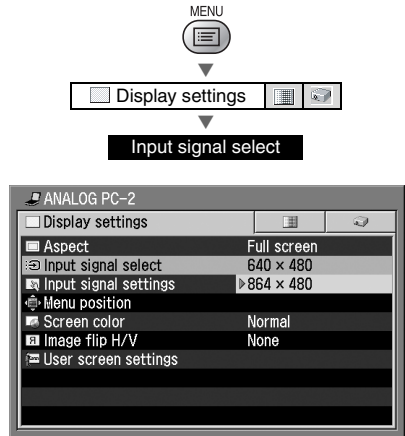 MENU
Display settings
Input signal select
ANALOG PC-2
Display settings
Aspect Full screen
Input signal select 640 × 480
Input signal settings 864 × 480
Menu position
Screen color Normal
Image flip H/V None
User screen settings